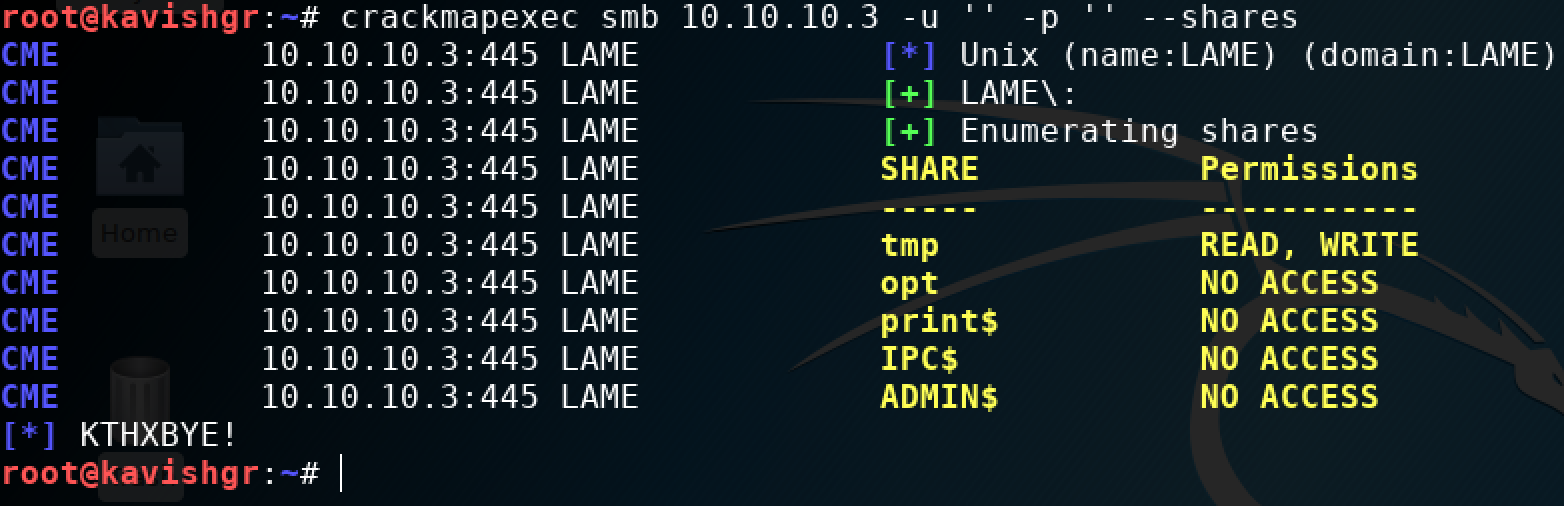 root@kavishgr:~# crackmapexec smb 10.10.10.3 -u '' -p '' --shares
CME 10.10.10.3:445 LAME [*] Unix (name:LAME) (domain:LAME)
CME 10.10.10.3:445 LAME [+] LAME\:
CME 10.10.10.3:445 LAME [+] Enumerating shares
CME 10.10.10.3:445 LAME SHARE Permissions
CME 10.10.10.3:445 LAME ----- -----------
CME 10.10.10.3:445 LAME tmp READ, WRITE
CME 10.10.10.3:445 LAME opt NO ACCESS
CME 10.10.10.3:445 LAME print$ NO ACCESS
CME 10.10.10.3:445 LAME IPC$ NO ACCESS
CME 10.10.10.3:445 LAME ADMIN$ NO ACCESS
[*] KTHXBYE!
root@kavishgr:~#
Home